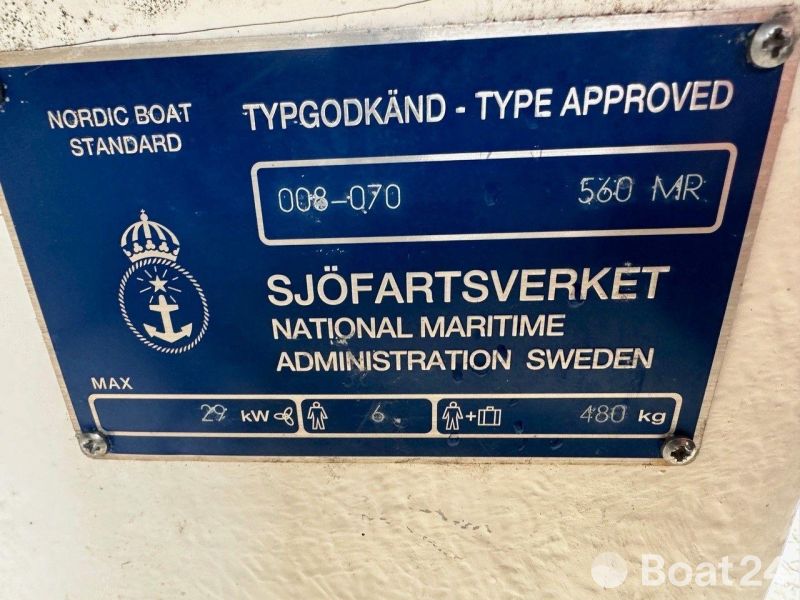 NORDIC BOAT
STANDARD
TYPGODKÄND - TYPE APPROVED
008-070 560 MR
SJÖFARTSVERKET
NATIONAL MARITIME
ADMINISTRATION SWEDEN
MAX
29 kW 6 + 480 kg
Boat24